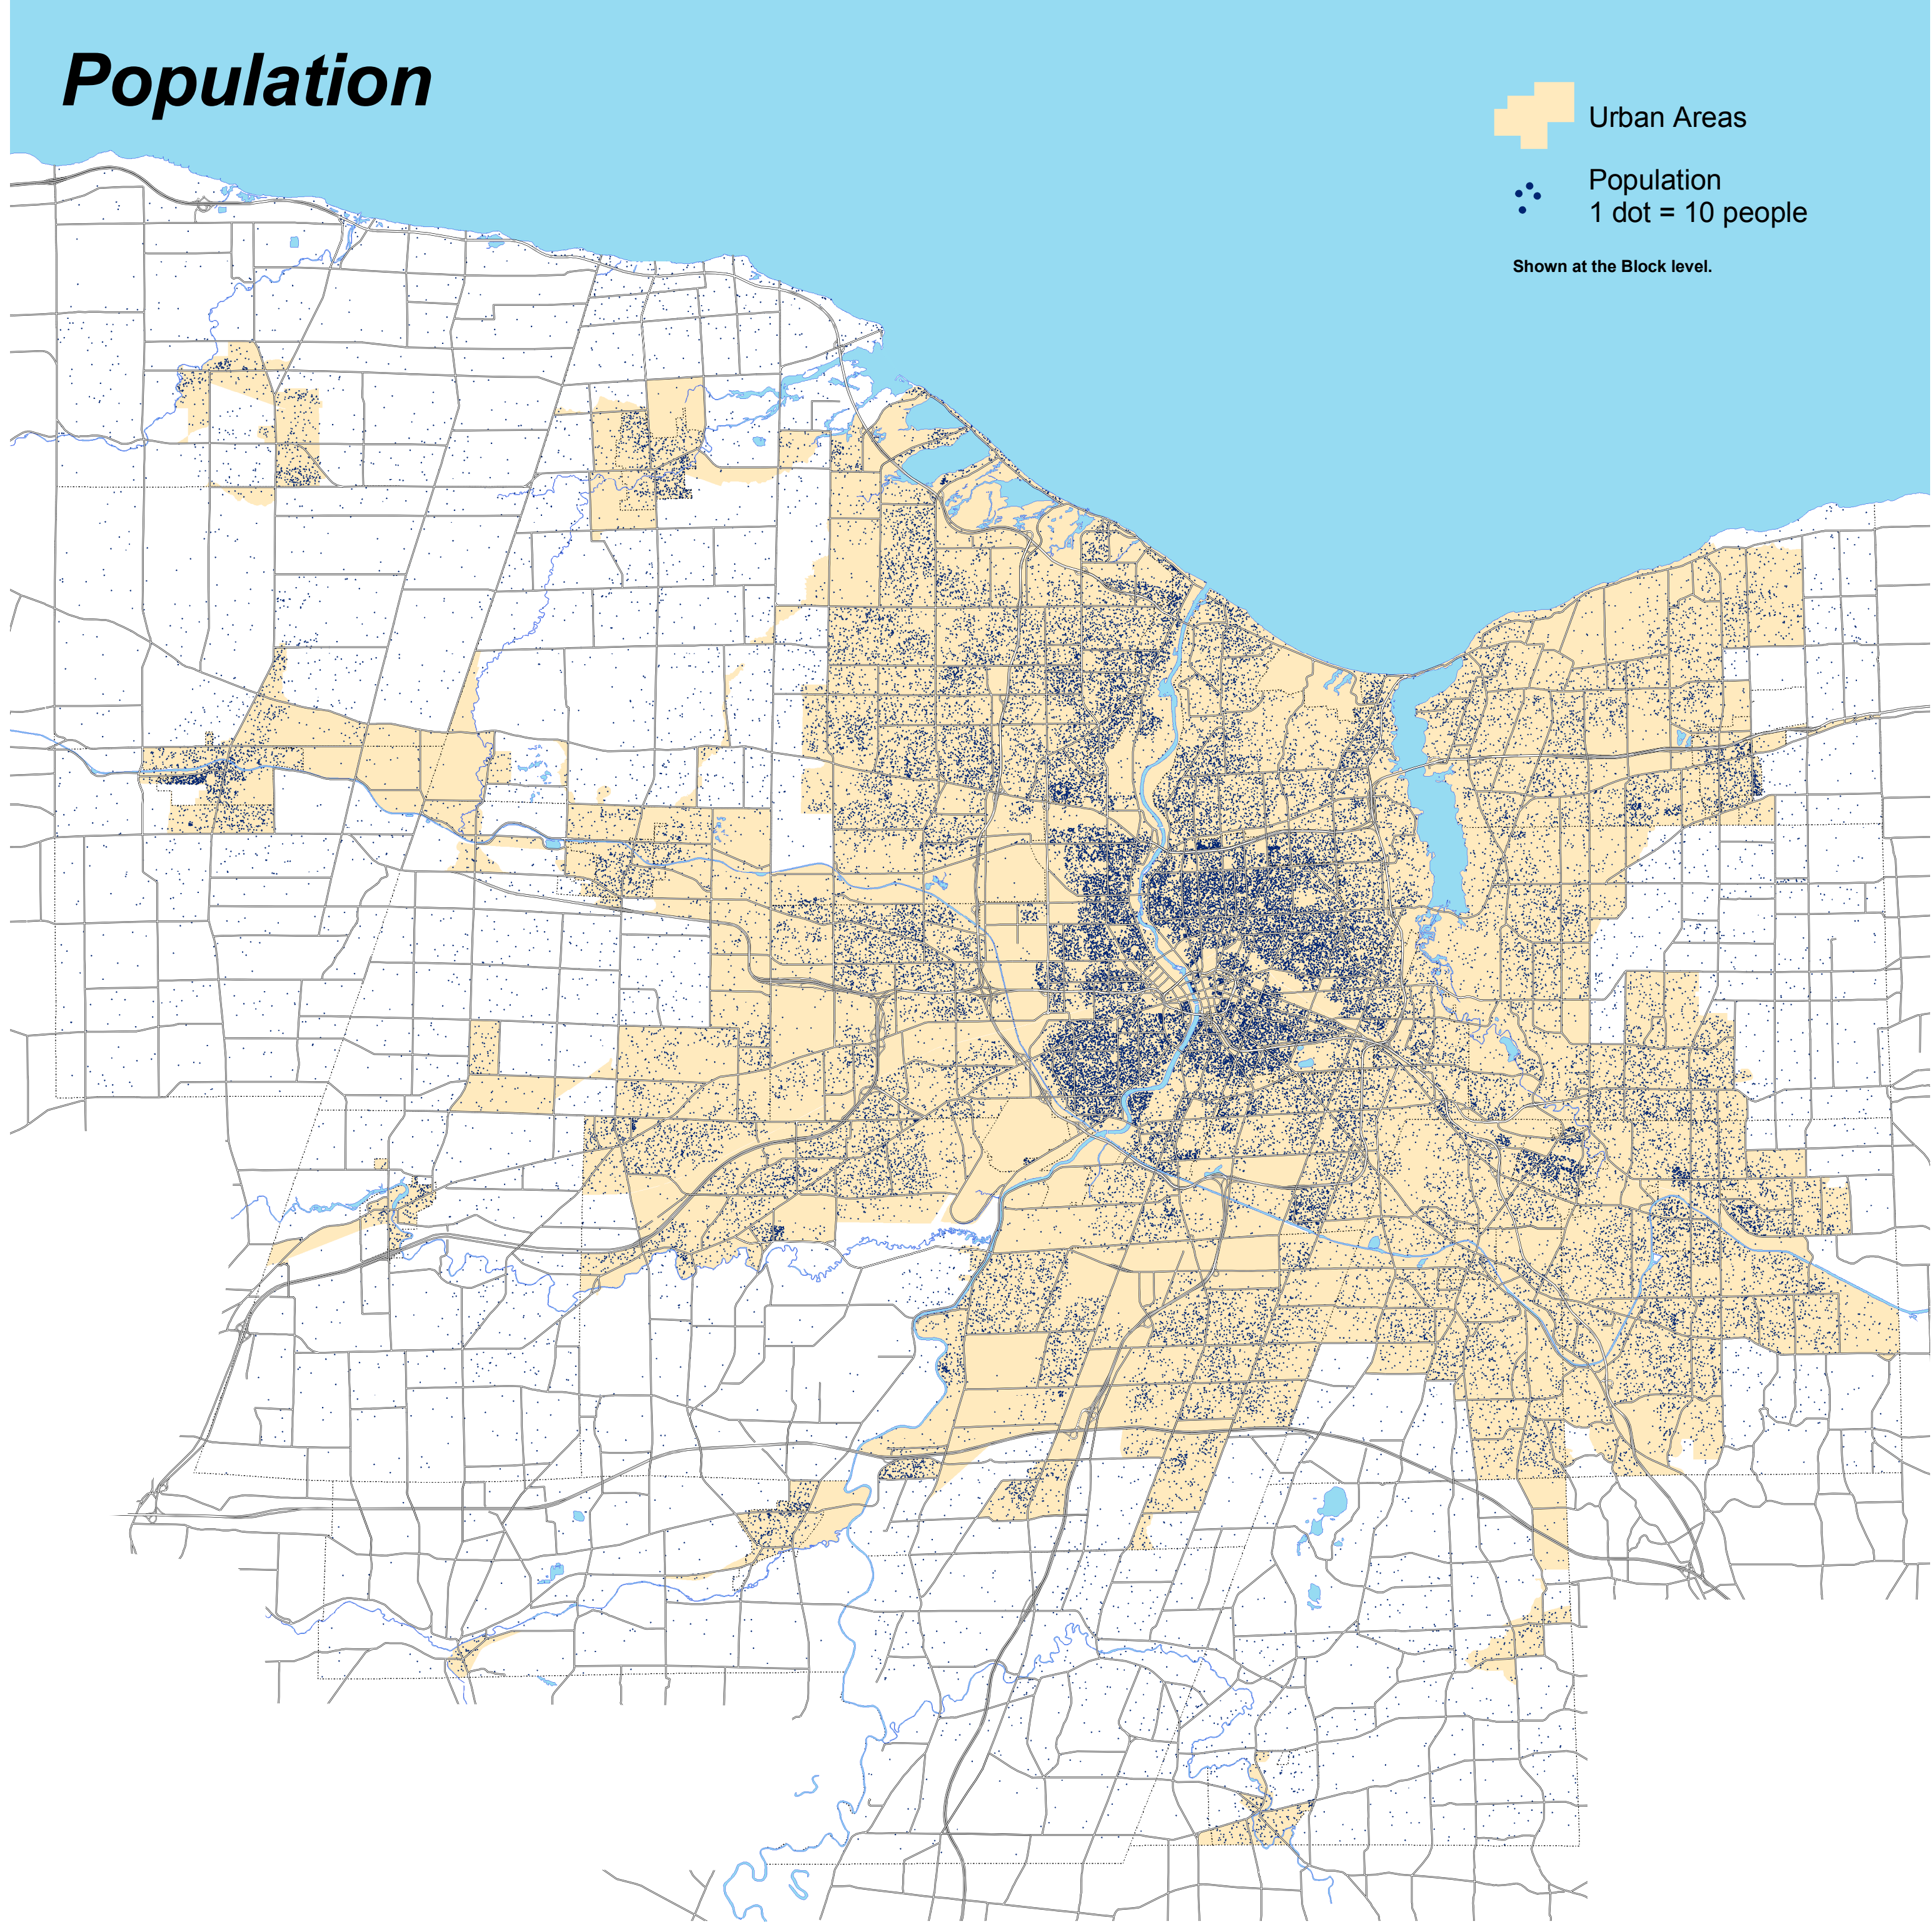 Population
Urban Areas
Population
1 dot = 10 people
Shown at the Block level.